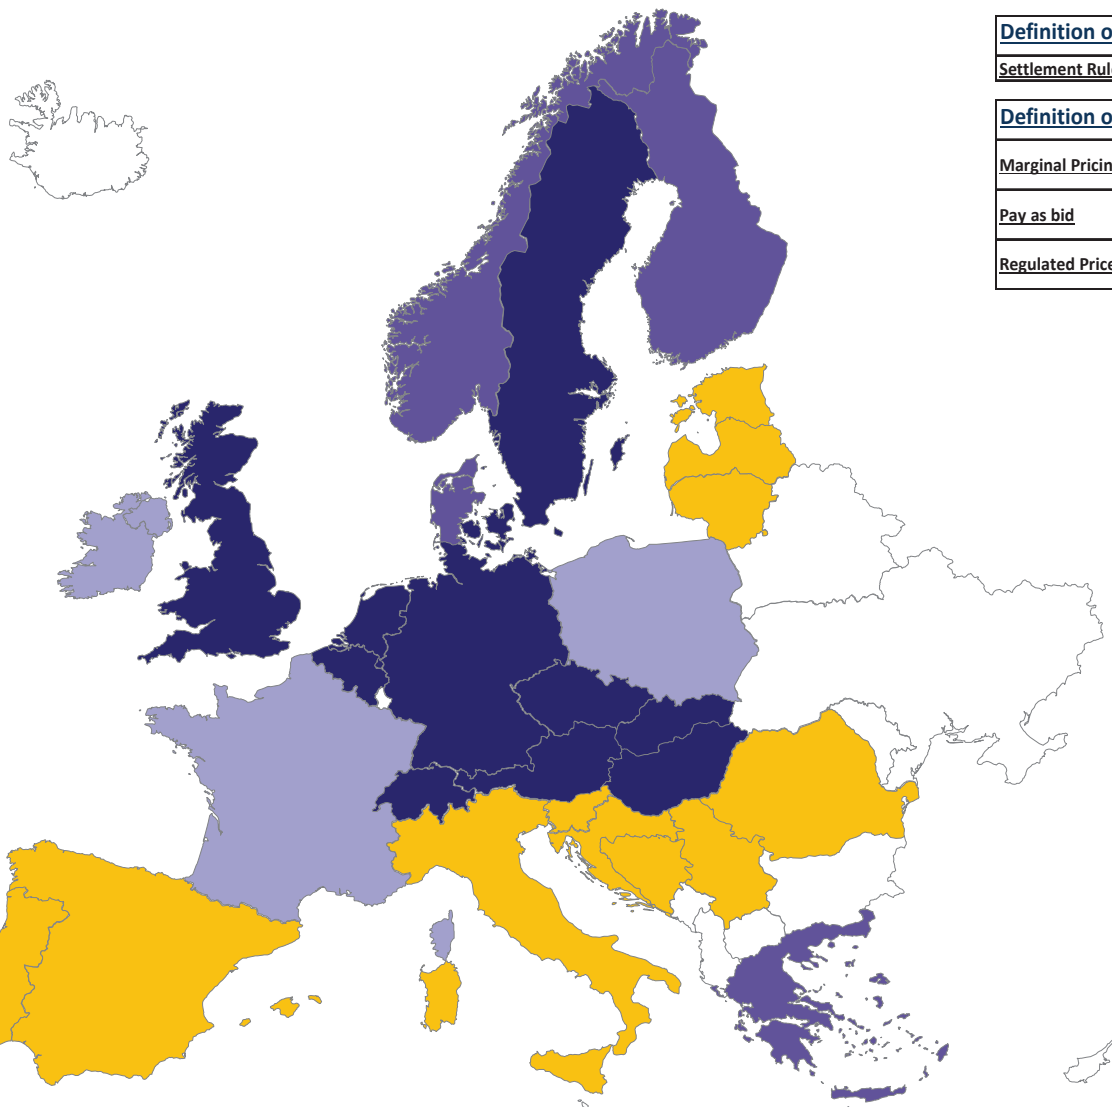 Definition o
Settlement Rul
Definition o
Marginal Pricin
Pay as bid
Regulated Price